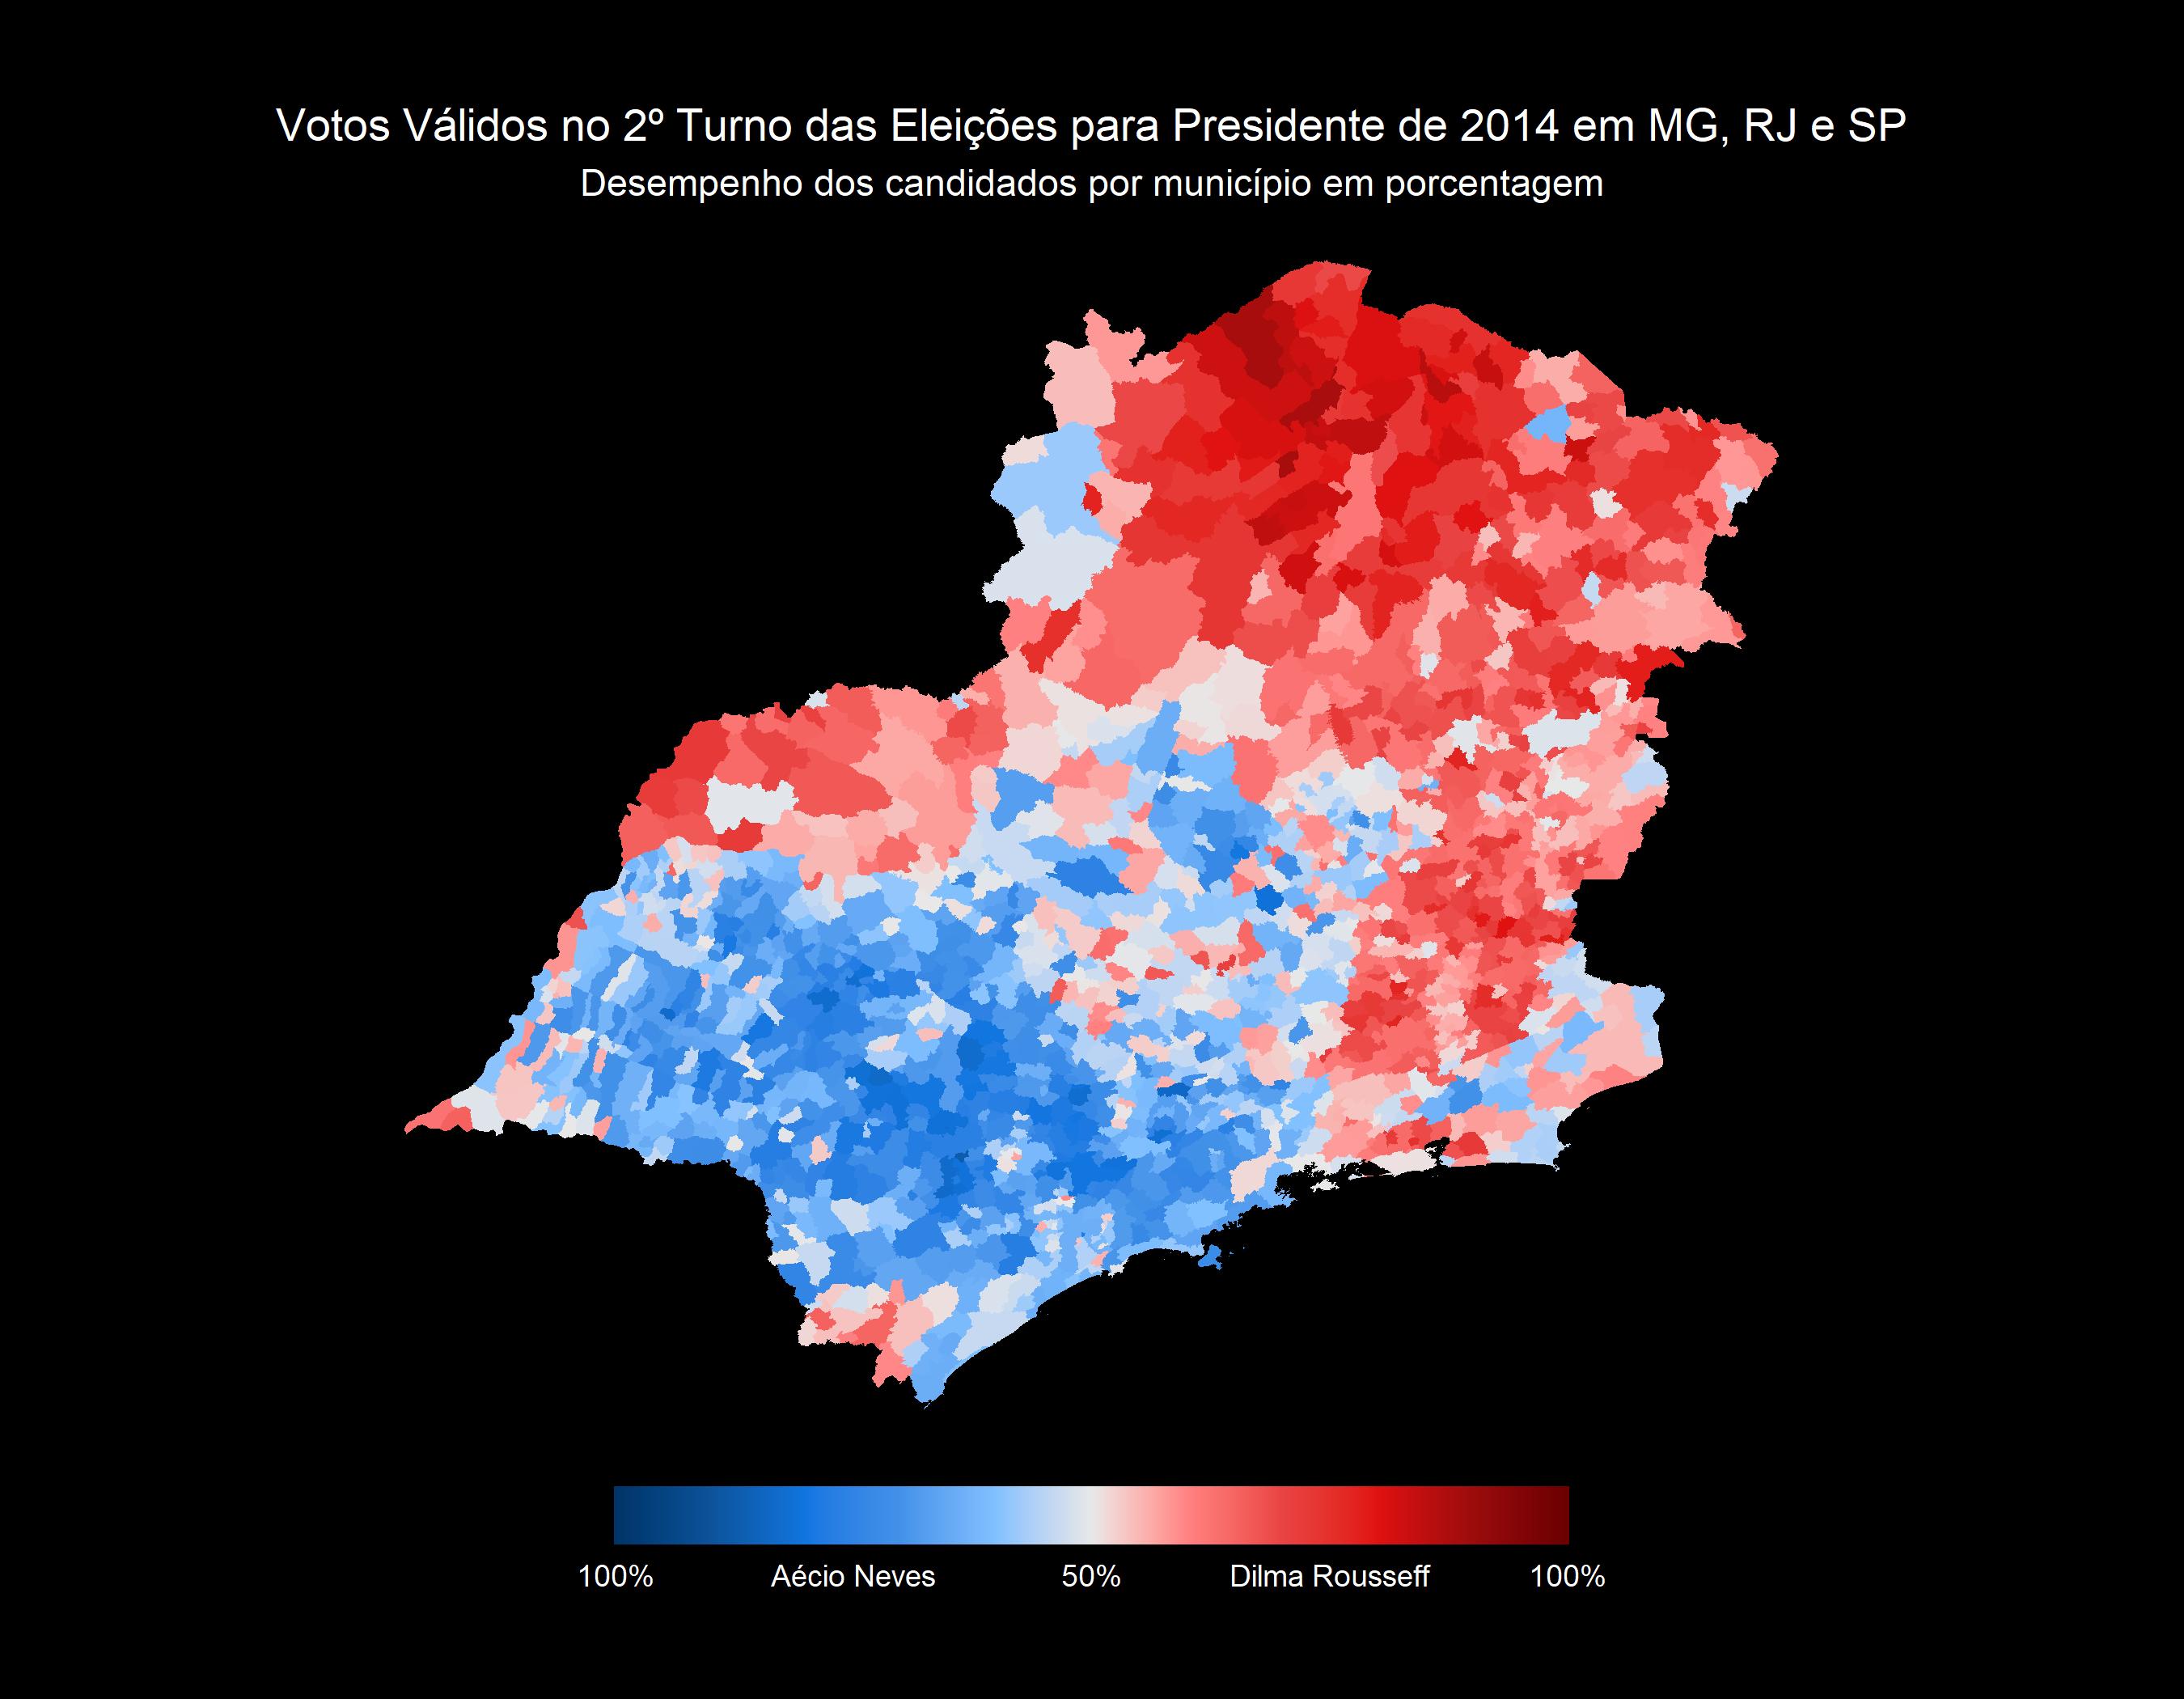 Votos Válidos no 2º Turno das Eleições para Presidente de 2014 em MG, RJ e SP
Desempenho dos candidados por município em porcentagem
100% Aécio Neves 50% Dilma Rousseff 100%